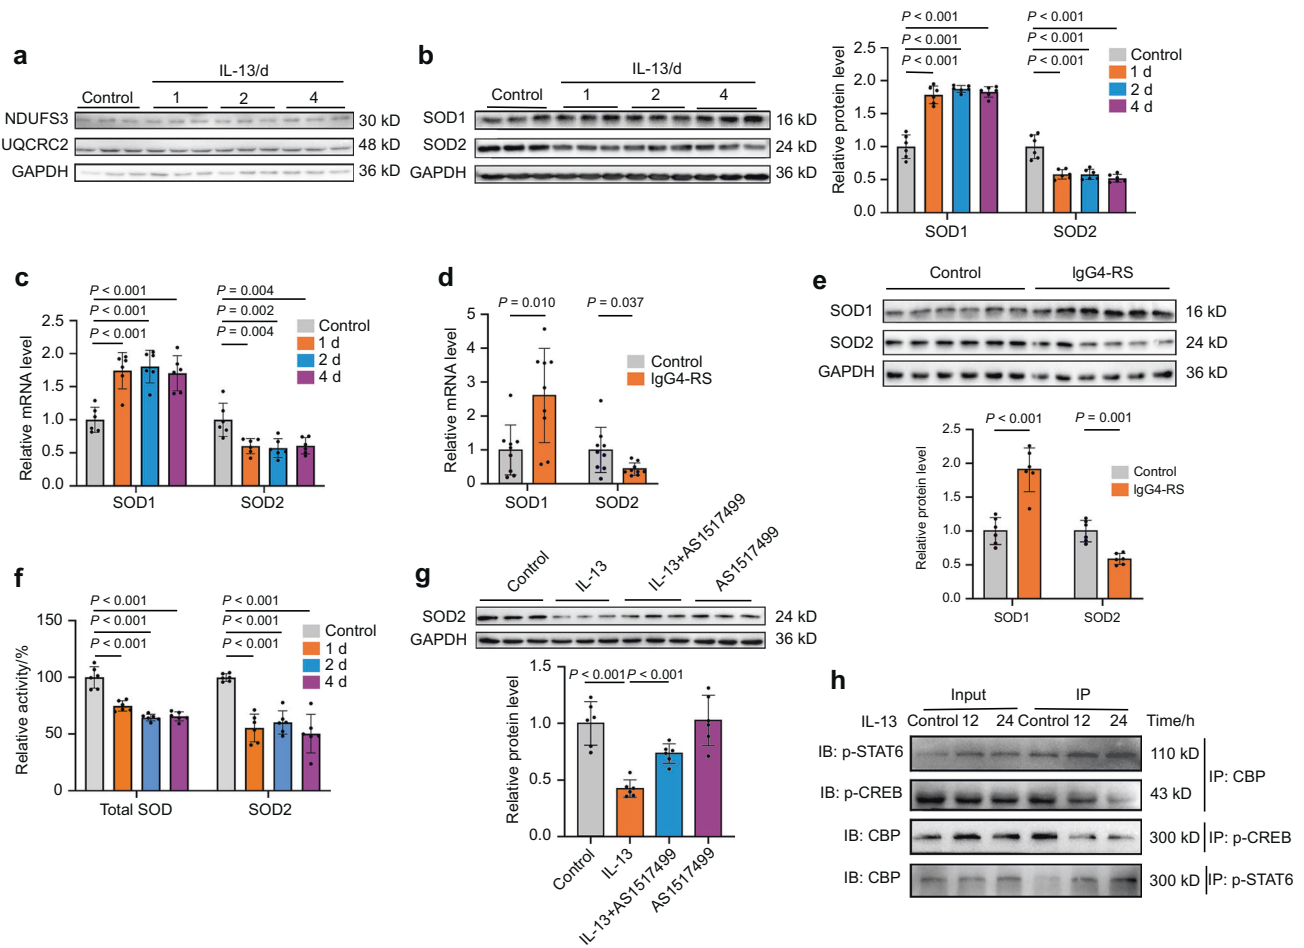 a
IL-13/d
Control 1 2 4
NDUFS3 30 kD
UQCRC2 48 kD
GAPDH 36 kD
b
IL-13/d
Control 1 2 4
SOD1 16 kD
SOD2 24 kD
GAPDH 36 kD
P < 0.001 P < 0.001
P < 0.001 P < 0.001
P < 0.001 P < 0.001
Relative protein level
2.5
2.0
1.5
1.0
0.5
0.0
SOD1 SOD2
Control
1 d
2 d
4 d
c
P < 0.001 P = 0.004
P < 0.001 P = 0.002
P < 0.001 P = 0.004
Relative mRNA level
2.5
2.0
1.5
1.0
0.5
0.0
SOD1 SOD2
Control
1 d
2 d
4 d
d
P = 0.010 P = 0.037
Relative mRNA level
5
4
3
2
1
0
SOD1 SOD2
Control
IgG4-RS
e
Control IgG4-RS
SOD1 16 kD
SOD2 24 kD
GAPDH 36 kD
P < 0.001 P = 0.001
Relative protein level
2.5
2.0
1.5
1.0
0.5
0.0
SOD1 SOD2
Control
IgG4-RS
f
P < 0.001 P < 0.001
P < 0.001 P < 0.001
P < 0.001 P < 0.001
Relative activity/%
150
100
50
0
Total SOD SOD2
Control
1 d
2 d
4 d
g
Control IL-13 IL-13+AS1517499 AS1517499
SOD2 24 kD
GAPDH 36 kD
P < 0.001 P < 0.001
Relative protein level
1.5
1.0
0.5
0.0
Control IL-13 IL-13+AS1517499 AS1517499
h
Input IP
IL-13 Control 12 24 Control 12 24 Time/h
IB: p-STAT6 110 kD
IP: CBP
IB: p-CREB 43 kD
IB: CBP 300 kD IP: p-CREB
IB: CBP 300 kD IP: p-STAT6